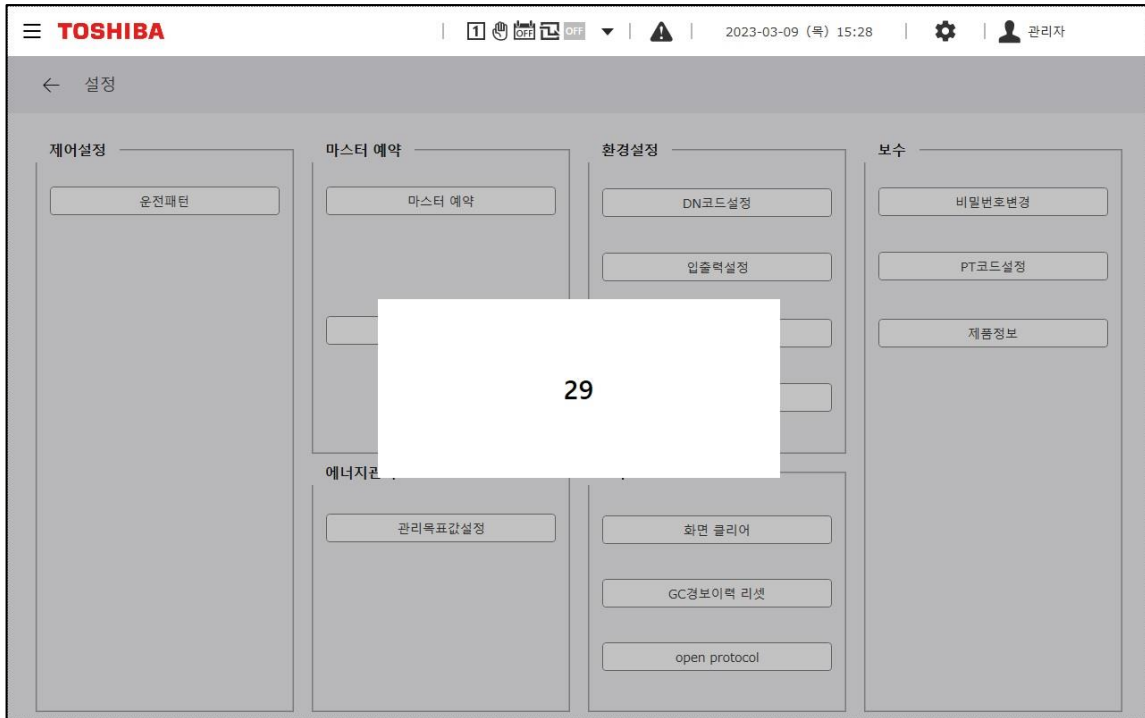 TOSHIBA
1 OFF OFF 2023-03-09 (목) 15:28 관리자
설정
제어설정
운전패턴
마스터 예약
마스터 예약
에너지관
관리목표값설정
환경설정
DN코드설정
입출력설정
29
화면 클리어
GC경보이력 리셋
open protocol
보수
비밀번호변경
PT코드설정
제품정보